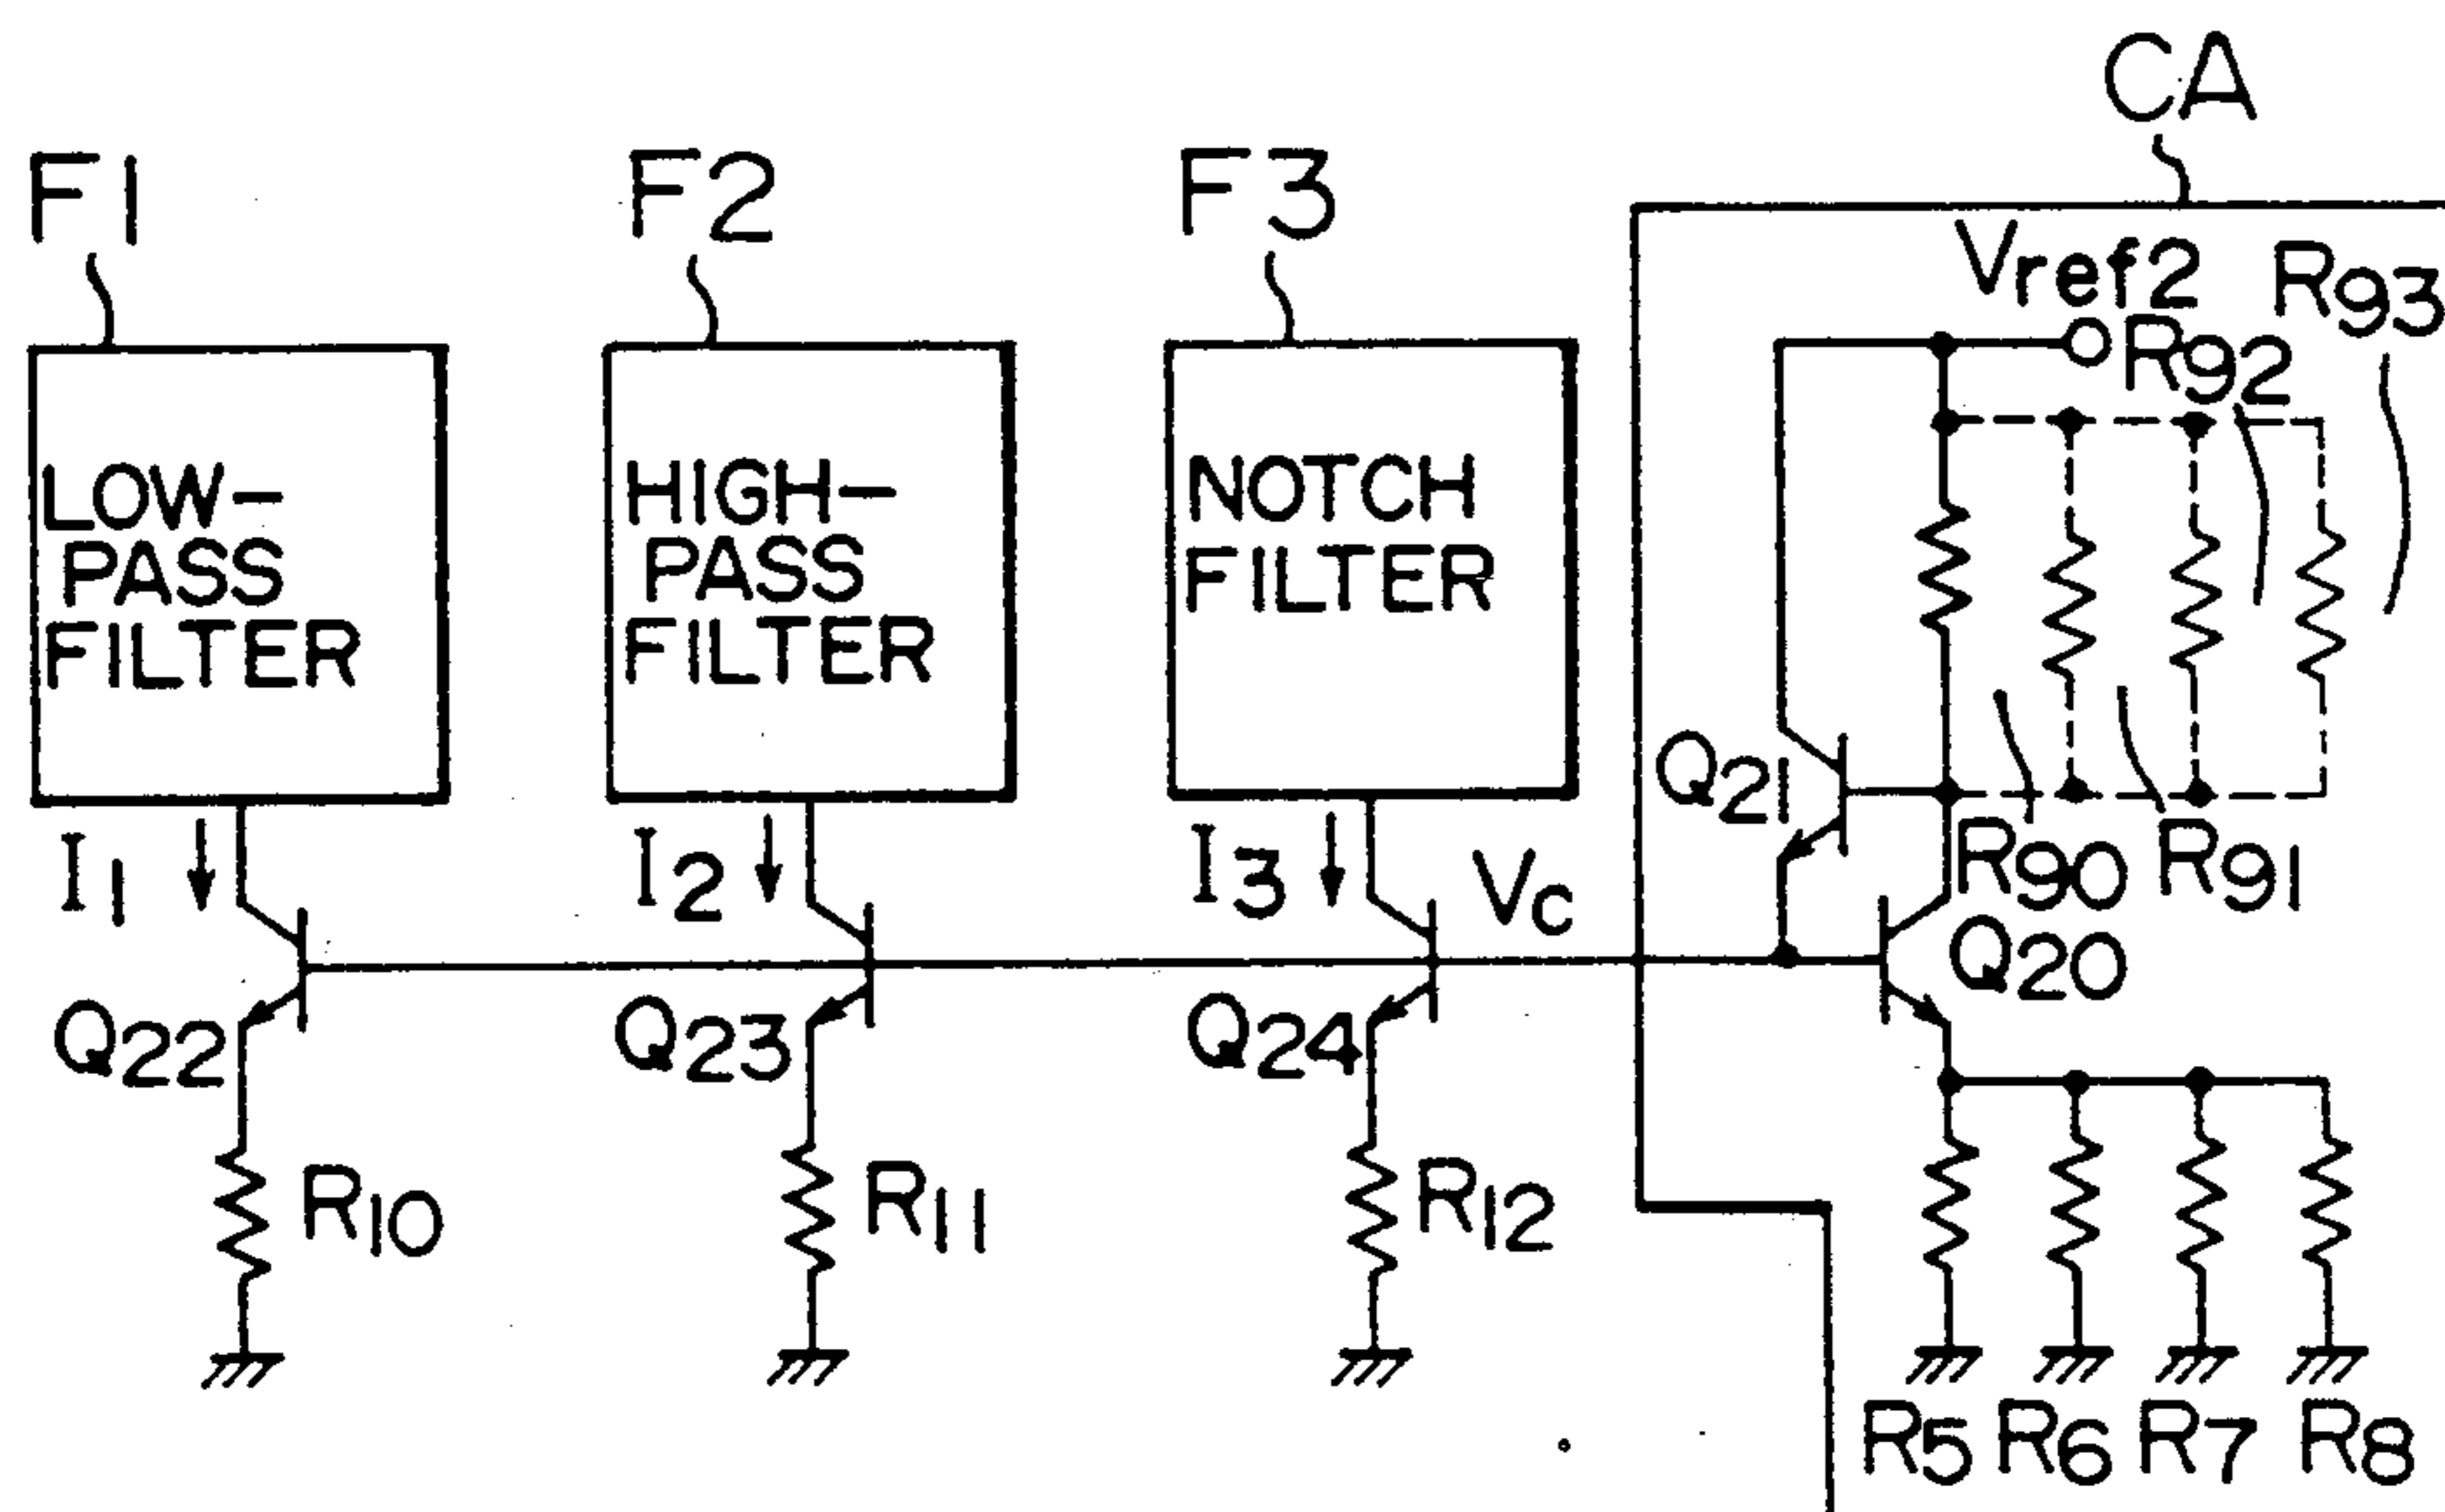 CA
F1
F2
F3
Vref2
R93
R92
LOW-
PASS
FILTER
HIGH-
PASS
FILTER
NOTCH
FILTER
Q21
I1
I2
I3
Vc
R90
R91
Q20
Q22
Q23
Q24
R10
R11
R12
R5
R6
R7
R8